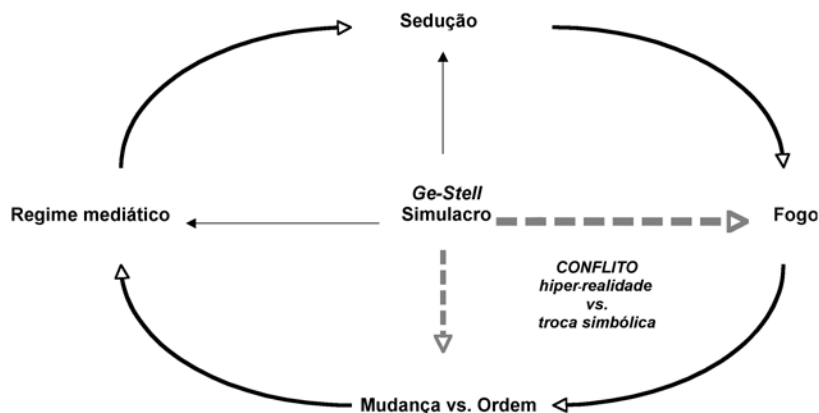 Sedução
Ge-Stell
Regime mediático
Simulacro
Fogo
CONFLITO
hiper-realidade
vs.
troca simbólica
Mudança vs. Ordem